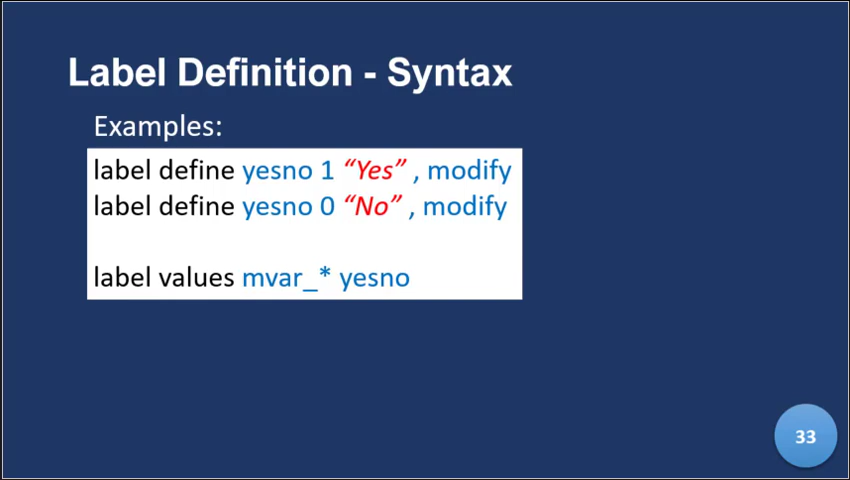 Label Definition - Syntax
Examples:
label define yesno 1 “Yes” , modify
label define yesno 0 “No” , modify
label values mvar_* yesno
33